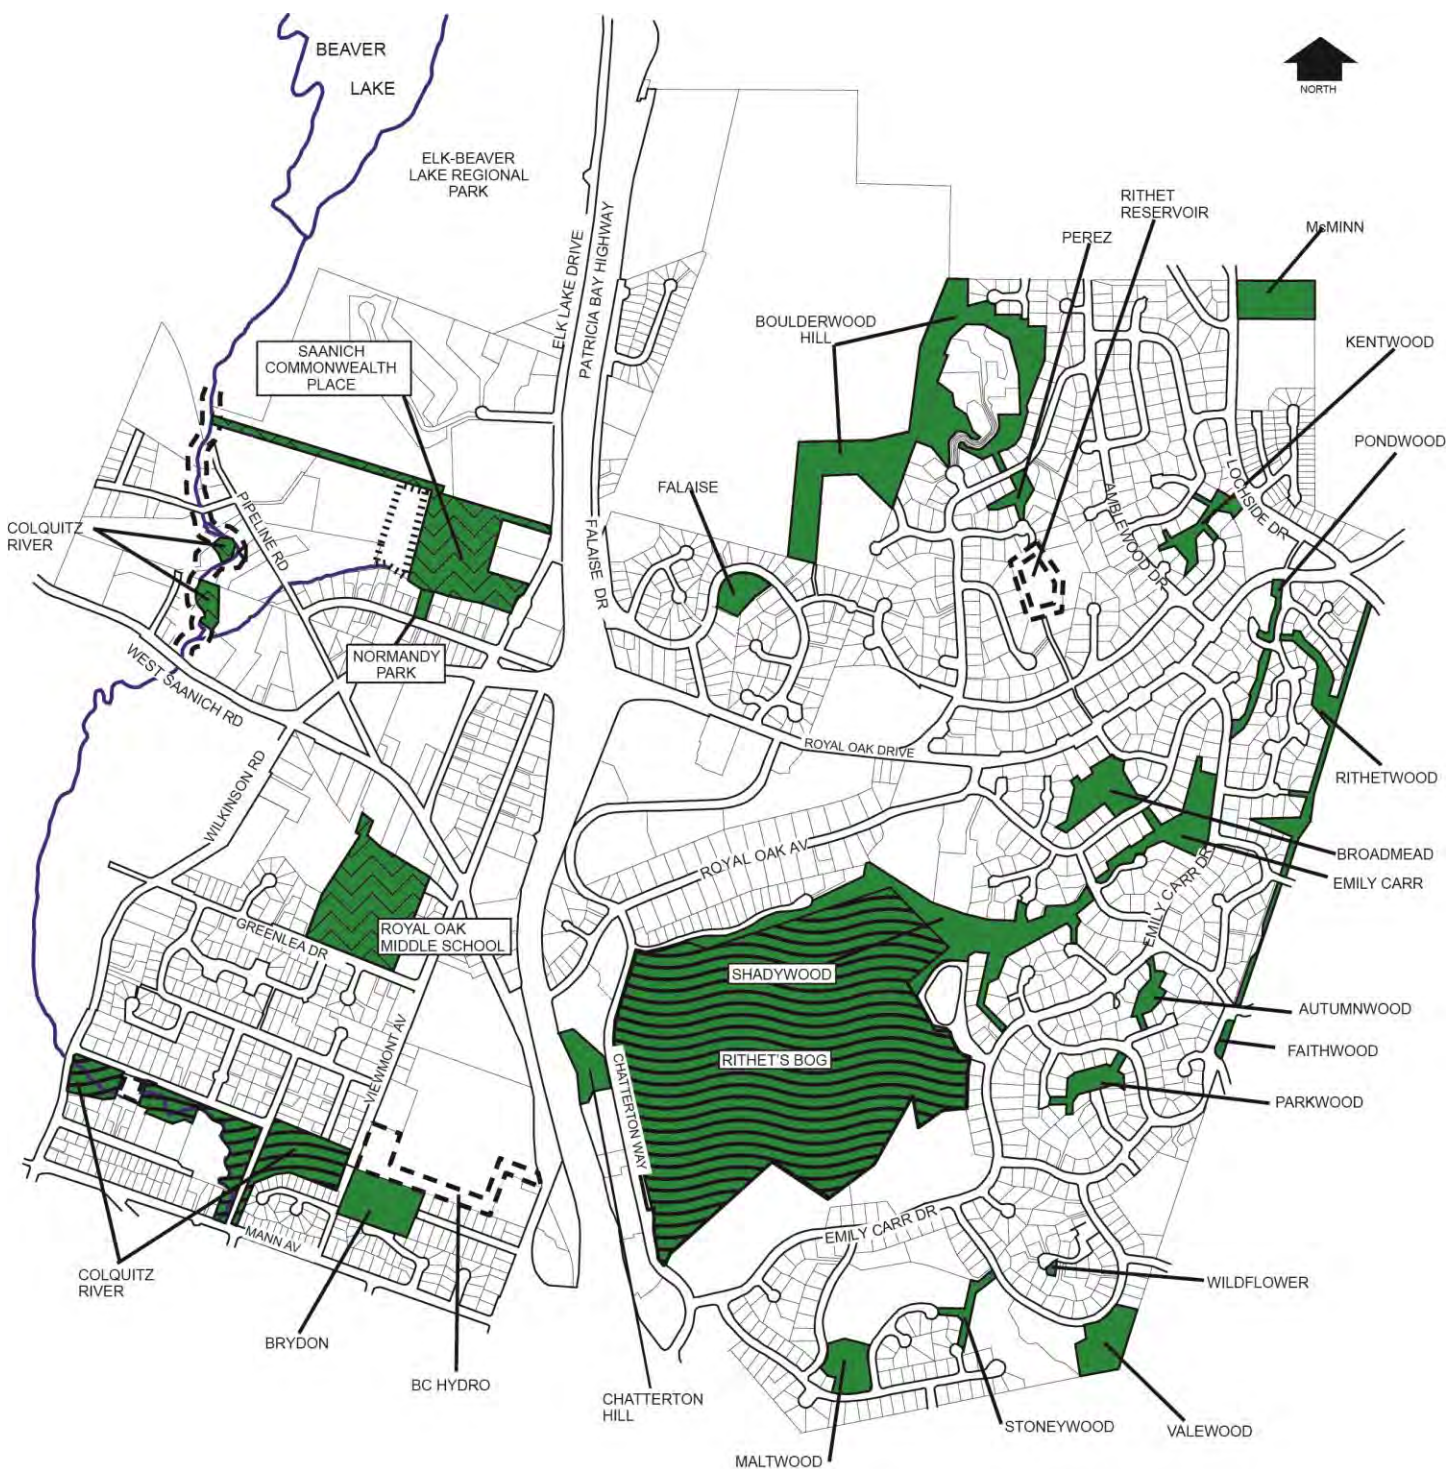 BEAVER
LAKE
NORTH
ELK-BEAVER
LAKE REGIONAL
PARK
RITHET
RESERVOIR
PEREZ
McMINN
ELK LAKE DRIVE
PATRICIA BAY HIGHWAY
BOULDERWOOD
HILL
KENTWOOD
SAANICH
COMMONWEALTH
PLACE
PONDWOOD
LOCHSIDE DR
AMBLEWOOD DR
FALAISE
PIPELINE RD
COLQUITZ
RIVER
FALAISE DR
NORMANDY
PARK
WEST SAANICH RD
ROYAL OAK DRIVE
WILKINSON RD
RITHETWOOD
ROYAL OAK AV
BROADMEAD
EMILY CARR
EMILY CARR DR
GREENLEA DR
ROYAL OAK
MIDDLE SCHOOL
SHADYWOOD
AUTUMNWOOD
FAITHWOOD
RITHET'S BOG
VIEWMONT AV
CHATTERTON WAY
PARKWOOD
EMILY CARR DR
MANN AV
COLQUITZ
RIVER
WILDFLOWER
BRYDON
BC HYDRO
CHATTERTON
HILL
STONEYWOOD
VALEWOOD
MALTWOOD